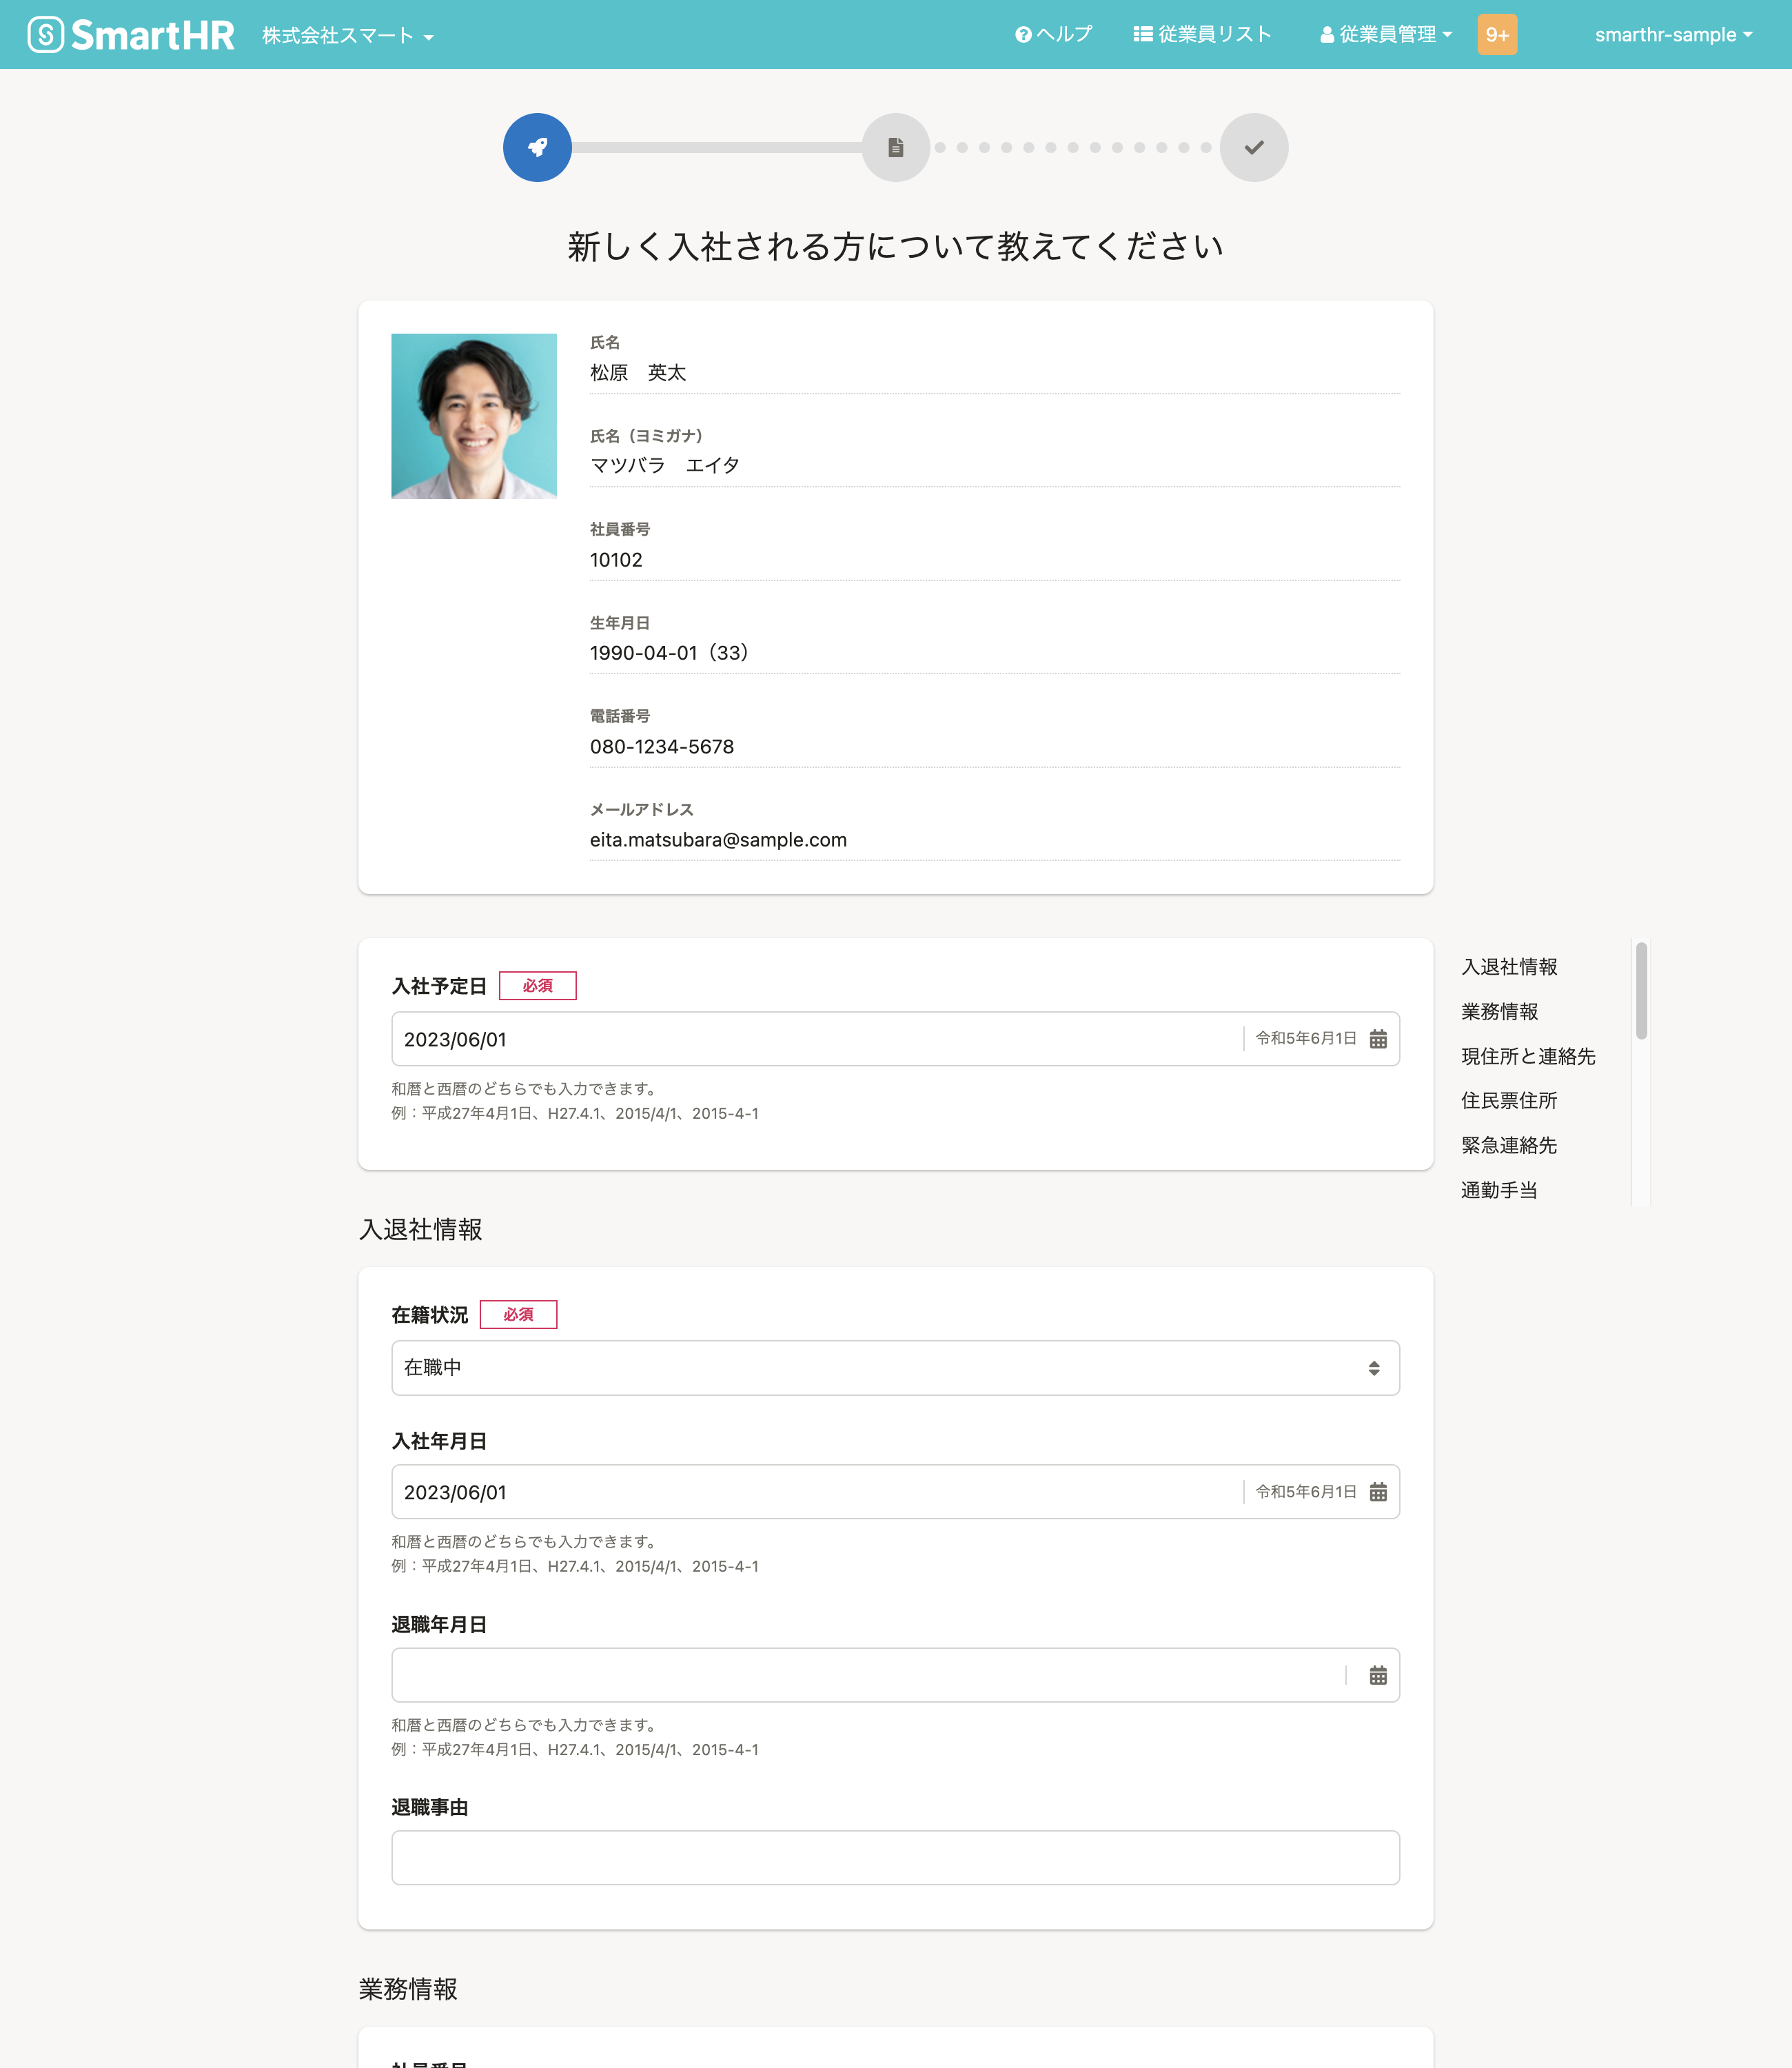 SmartHR 株式会社スマート ヘルプ 従業員リスト 従業員管理 9+ smarthr-sample
新しく入社される方について教えてください
氏名
松原　英太
氏名（ヨミガナ）
マツバラ　エイタ
社員番号
10102
生年月日
1990-04-01（33）
電話番号
080-1234-5678
メールアドレス
eita.matsubara@sample.com
入社予定日 必須
2023/06/01 令和5年6月1日
和暦と西暦のどちらでも入力できます。
例：平成27年4月1日、H27.4.1、2015/4/1、2015-4-1
入退社情報
業務情報
現住所と連絡先
住民票住所
緊急連絡先
通勤手当
入退社情報
在籍状況 必須
在職中
入社年月日
2023/06/01 令和5年6月1日
和暦と西暦のどちらでも入力できます。
例：平成27年4月1日、H27.4.1、2015/4/1、2015-4-1
退職年月日
和暦と西暦のどちらでも入力できます。
例：平成27年4月1日、H27.4.1、2015/4/1、2015-4-1
退職事由
業務情報